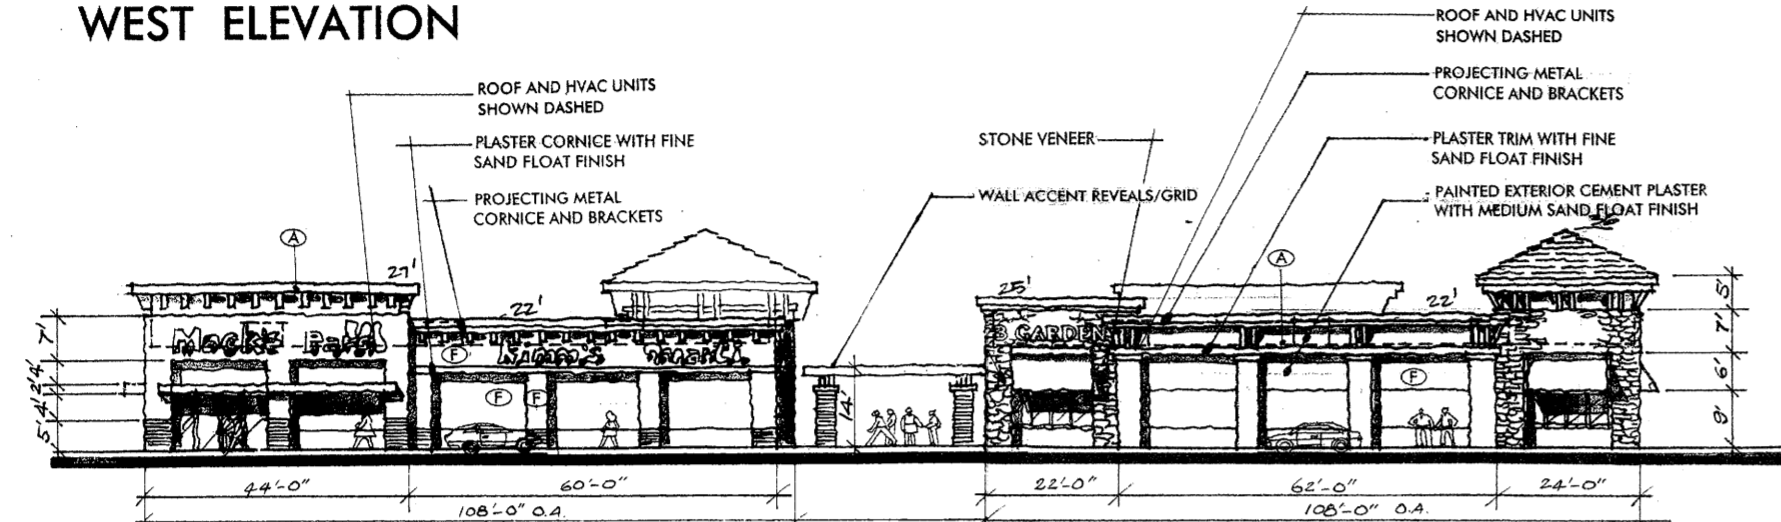 WEST ELEVATION
ROOF AND HVAC UNITS
SHOWN DASHED
PLASTER CORNICE WITH FINE
SAND FLOAT FINISH
PROJECTING METAL
CORNICE AND BRACKETS
STONE VENEER
WALL ACCENT REVEALS/GRID
ROOF AND HVAC UNITS
SHOWN DASHED
PROJECTING METAL
CORNICE AND BRACKETS
PLASTER TRIM WITH FINE
SAND FLOAT FINISH
PAINTED EXTERIOR CEMENT PLASTER
WITH MEDIUM SAND FLOAT FINISH
A
27'
22'
F
F
F
25'
B GARDEN
A
22'
F
7'
4'
2'
4'
5'
14'
5'
7'
6'
9'
44'-0"
60'-0"
108'-0" O.A.
22'-0"
62'-0"
24'-0"
108'-0" O.A.